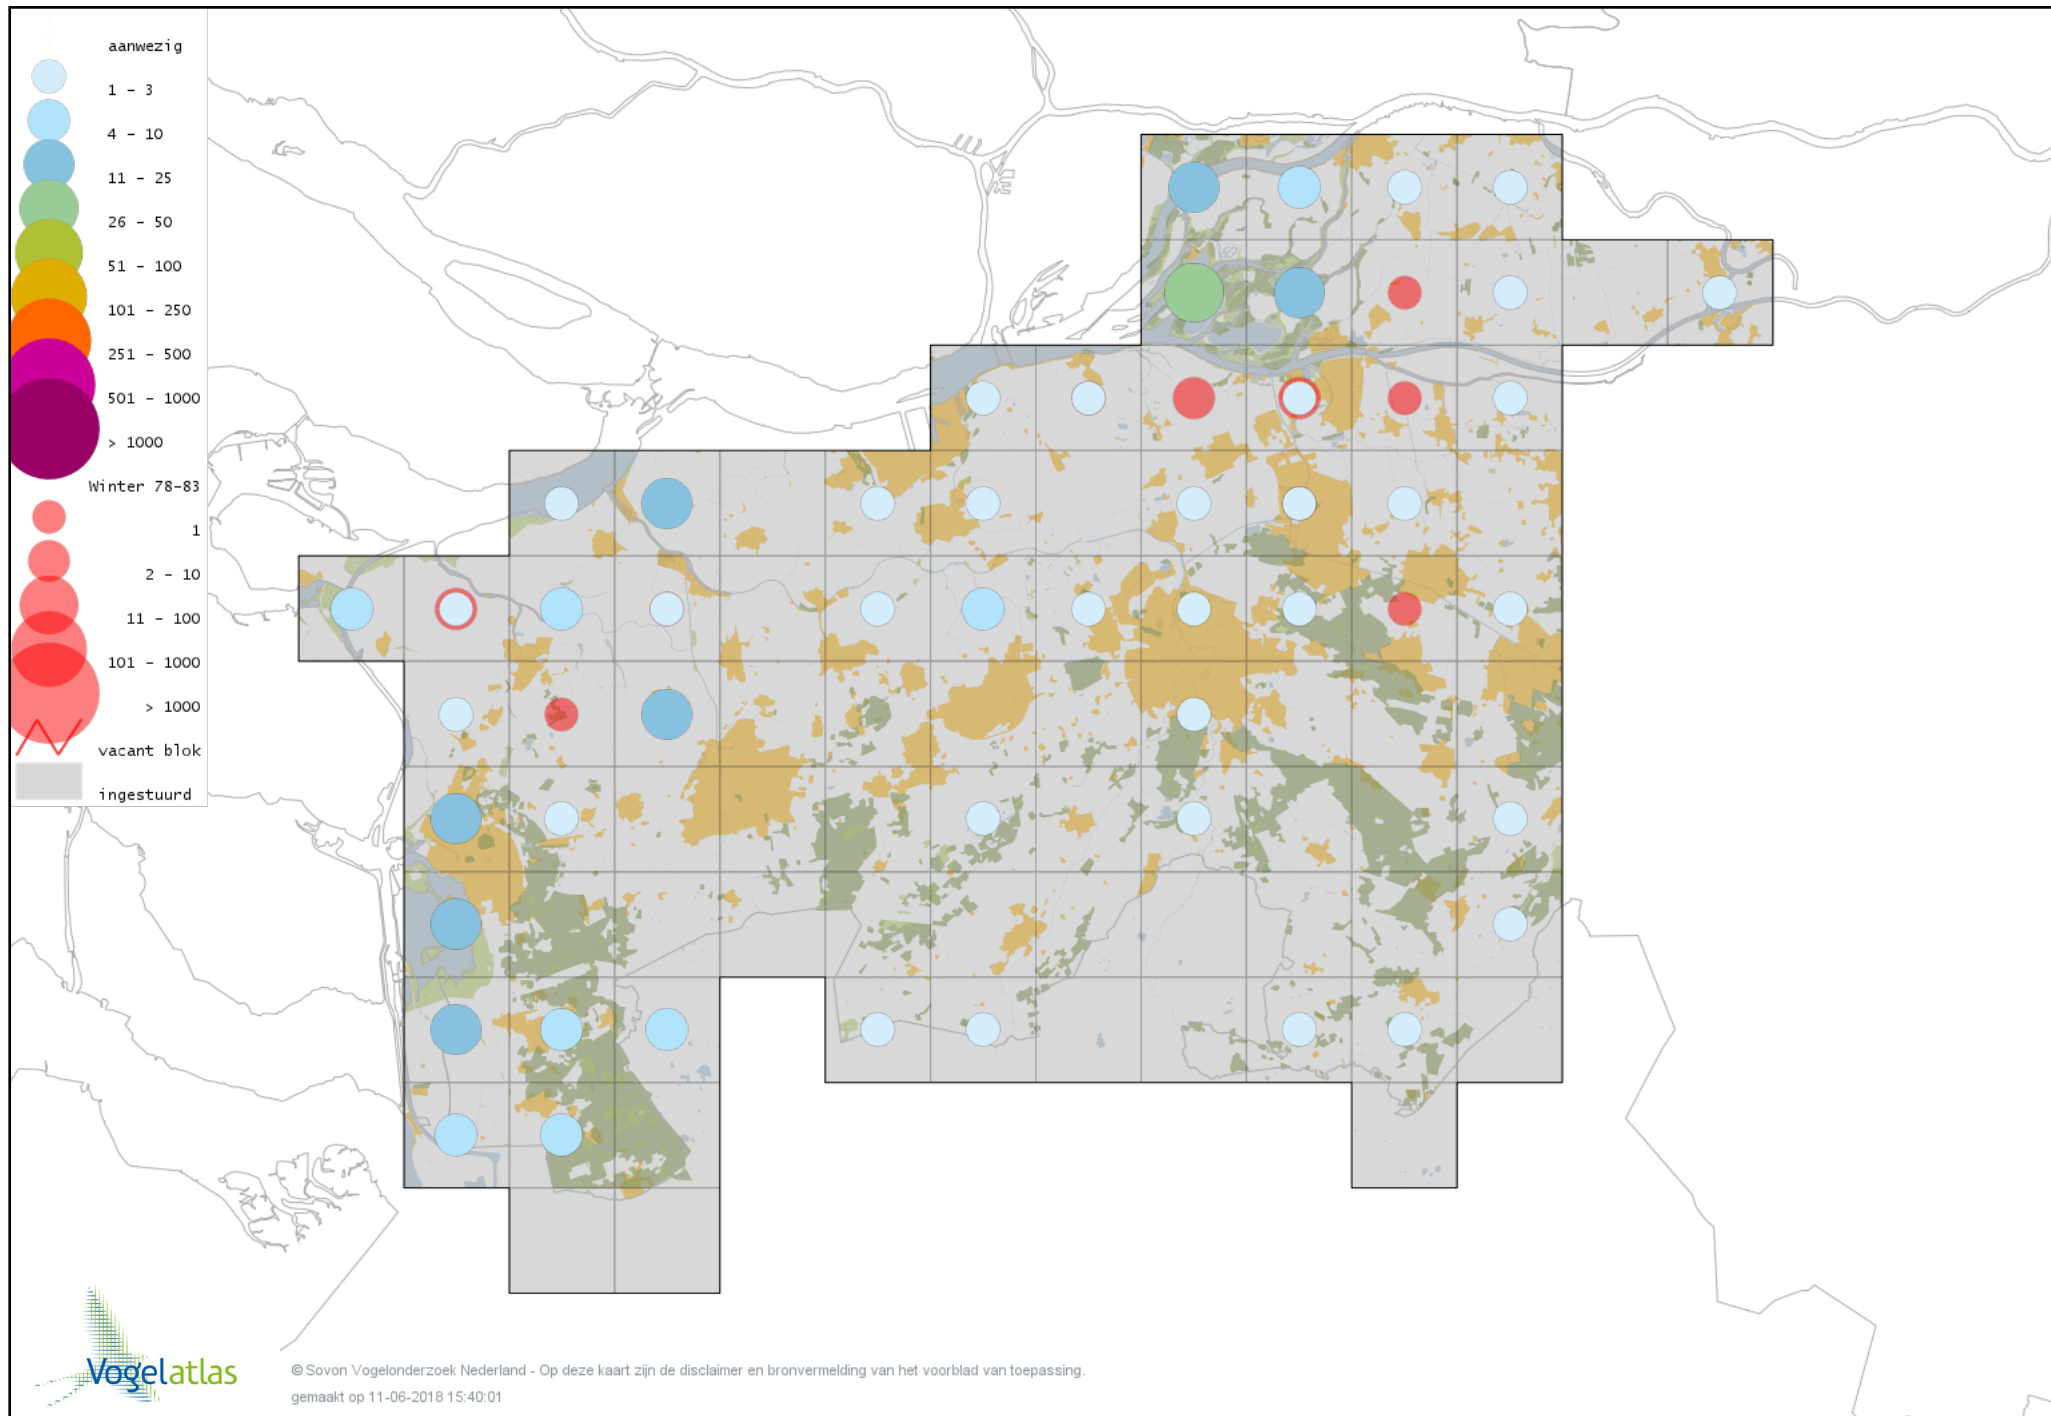 aanwezig
1 - 3
4 - 10
11 - 25
26 - 50
51 - 100
101 - 250
251 - 500
501 - 1000
> 1000
Winter 78-83
1
2 - 10
11 - 100
101 - 1000
> 1000
vacant blok
ingestuurd
Vogelatlas
© Sovon Vogelonderzoek Nederland - Op deze kaart zijn de disclaimer en bronvermelding van het voorblad van toepassing.
gemaakt op 11-06-2018 15:40:01